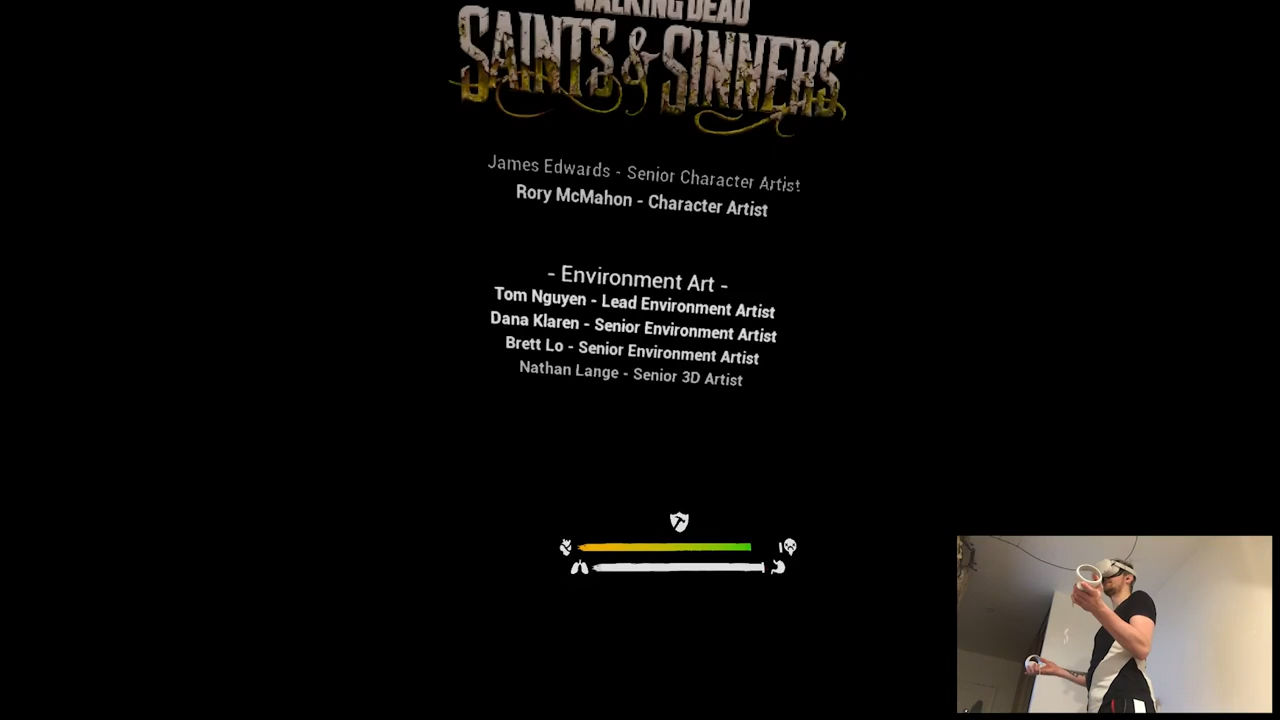 WALKING DEAD
SAINTS & SINNERS
James Edwards - Senior Character Artist
Rory McMahon - Character Artist
- Environment Art -
Tom Nguyen - Lead Environment Artist
Dana Klaren - Senior Environment Artist
Brett Lo - Senior Environment Artist
Nathan Lange - Senior 3D Artist